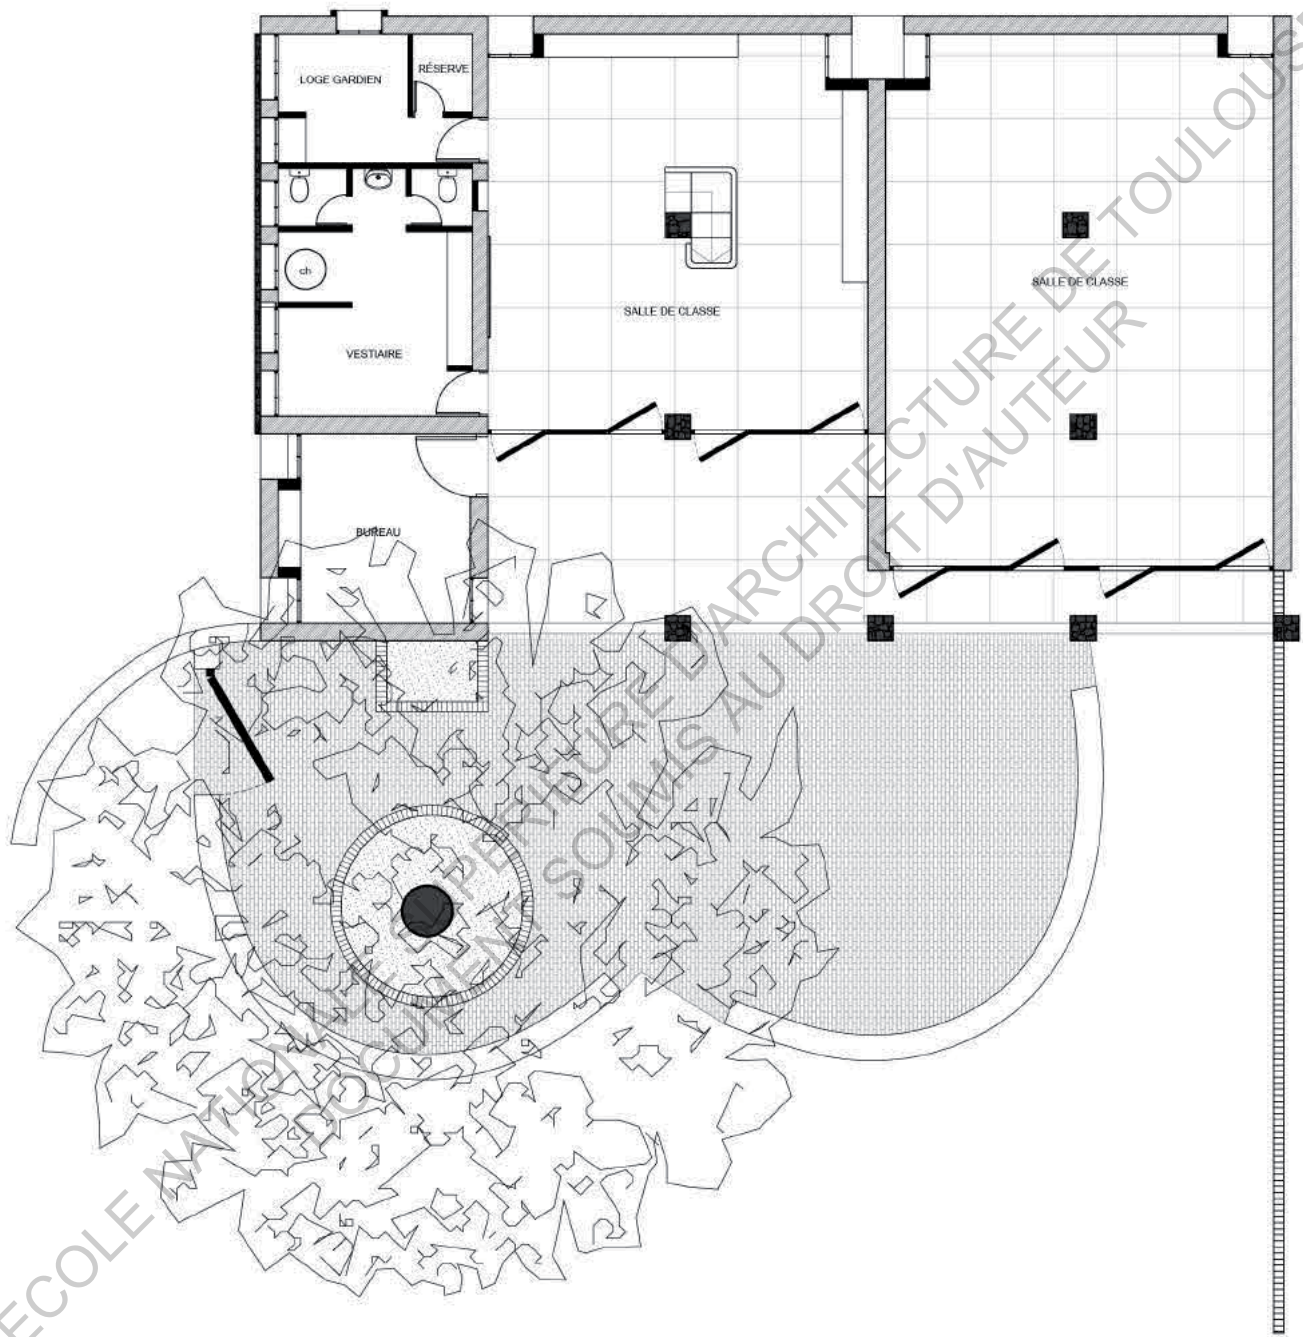 LOGE GARDIEN
RÉSERVE
ch
VESTIAIRE
BUREAU
SALLE DE CLASSE
SALLE DE CLASSE
ECOLE NATIONALE SUPERIEURE D'ARCHITECTURE DE TOULOUSE
DOCUMENT SOUMIS AU DROIT D'AUTEUR